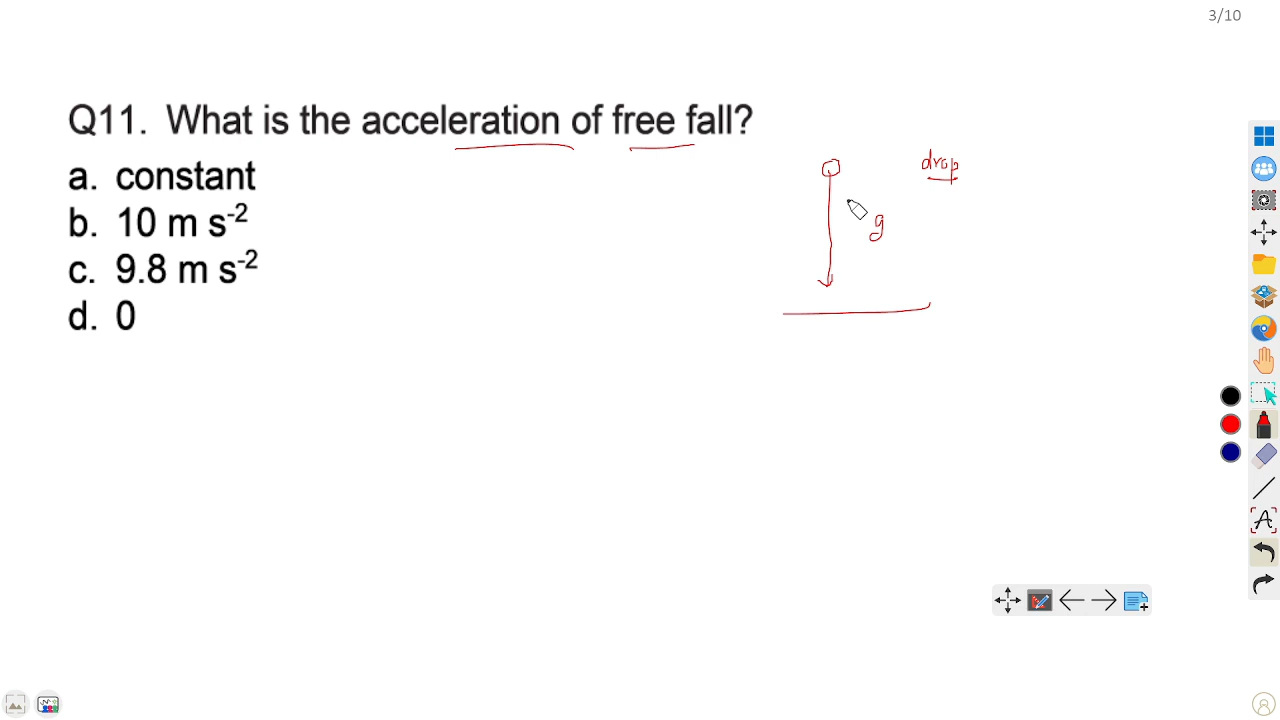 3/10
Q11. What is the acceleration of free fall?
a. constant
b. 10 m s⁻²
c. 9.8 m s⁻²
d. 0
drop
g